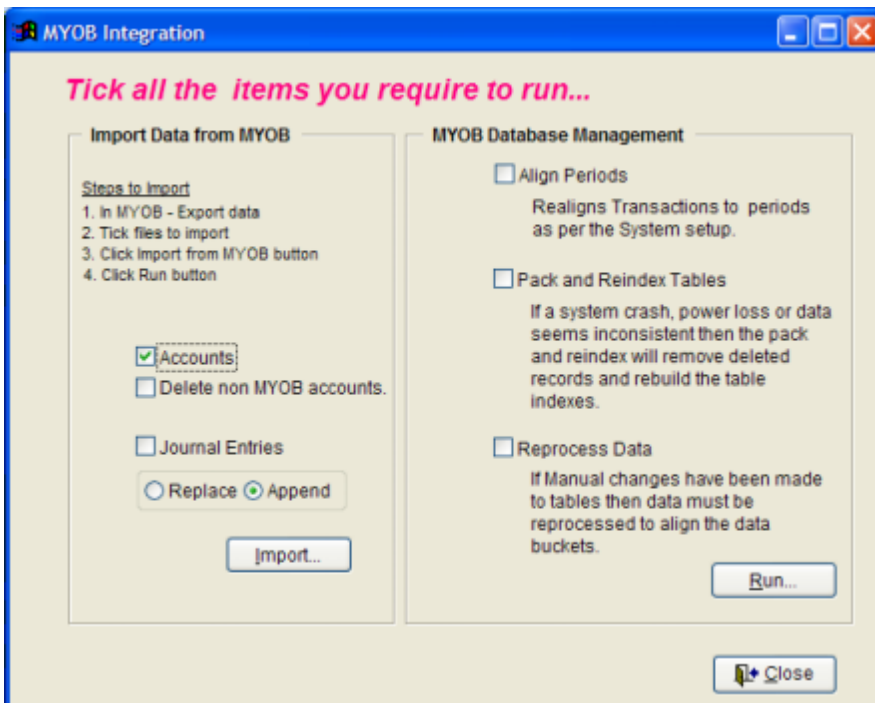 MYOB Integration
Tick all the items you require to run...
Import Data from MYOB
Steps to Import
1. In MYOB - Export data
2. Tick files to import
3. Click Import from MYOB button
4. Click Run button
Accounts
Delete non MYOB accounts.
Journal Entries
Replace Append
Import...
MYOB Database Management
Align Periods
Realigns Transactions to periods
as per the System setup.
Pack and Reindex Tables
If a system crash, power loss or data
seems inconsistent then the pack
and reindex will remove deleted
records and rebuild the table
indexes.
Reprocess Data
If Manual changes have been made
to tables then data must be
reprocessed to align the data
buckets.
Run...
Close